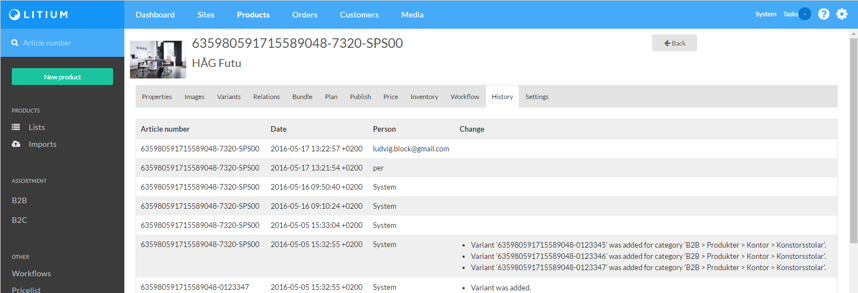 LITIUM Dashboard Sites Products Orders Customers Media System Tasks -
Article number
New product
PRODUCTS
Lists
Imports
ASSORTMENT
B2B
B2C
OTHER
Workflows
Pricelist
635980591715589048-7320-SPS00
Back
HÅG Futu
Properties Images Variants Relations Bundle Plan Publish Price Inventory Workflow History Settings
Article number Date Person Change
635980591715589048-7320-SPS00 2016-05-17 13:22:57 +0200 ludvig.block@gmail.com
635980591715589048-7320-SPS00 2016-05-17 13:21:54 +0200 per
635980591715589048-7320-SPS00 2016-05-16 09:50:40 +0200 System
635980591715589048-7320-SPS00 2016-05-16 09:10:24 +0200 System
635980591715589048-7320-SPS00 2016-05-05 15:33:04 +0200 System
635980591715589048-7320-SPS00 2016-05-05 15:32:55 +0200 System • Variant '635980591715589048-0123345' was added for category 'B2B > Produkter > Kontor > Konstorsstolar'.
• Variant '635980591715589048-0123346' was added for category 'B2B > Produkter > Kontor > Konstorsstolar'.
• Variant '635980591715589048-0123347' was added for category 'B2B > Produkter > Kontor > Konstorsstolar'.
635980591715589048-0123347 2016-05-05 15:32:55 +0200 System • Variant was added.